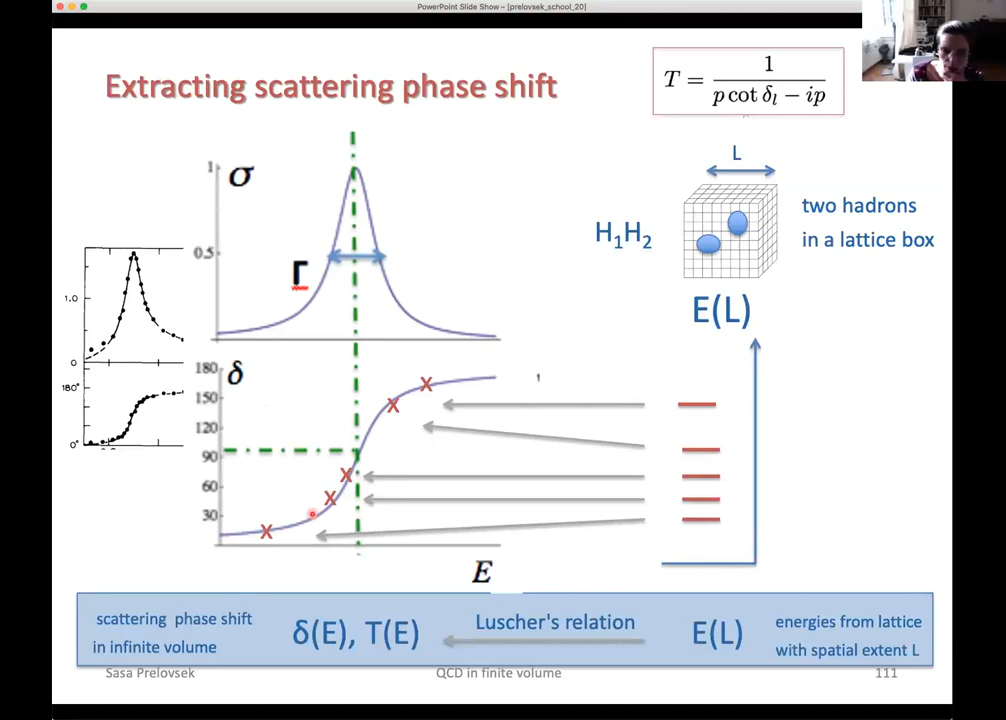 PowerPoint Slide Show – [prelovsek_school_20]
Extracting scattering phase shift
T = 1 / (p cot δ_l − ip)
L
H₁H₂
two hadrons
in a lattice box
E(L)
1
σ
0.5
Γ
1.0
0
180°
0°
180
δ
150
120
90
60
30
X X X X X
E
scattering phase shift
in infinite volume
δ(E), T(E)
Luscher's relation
E(L)
energies from lattice
with spatial extent L
Sasa Prelovsek
QCD in finite volume
111